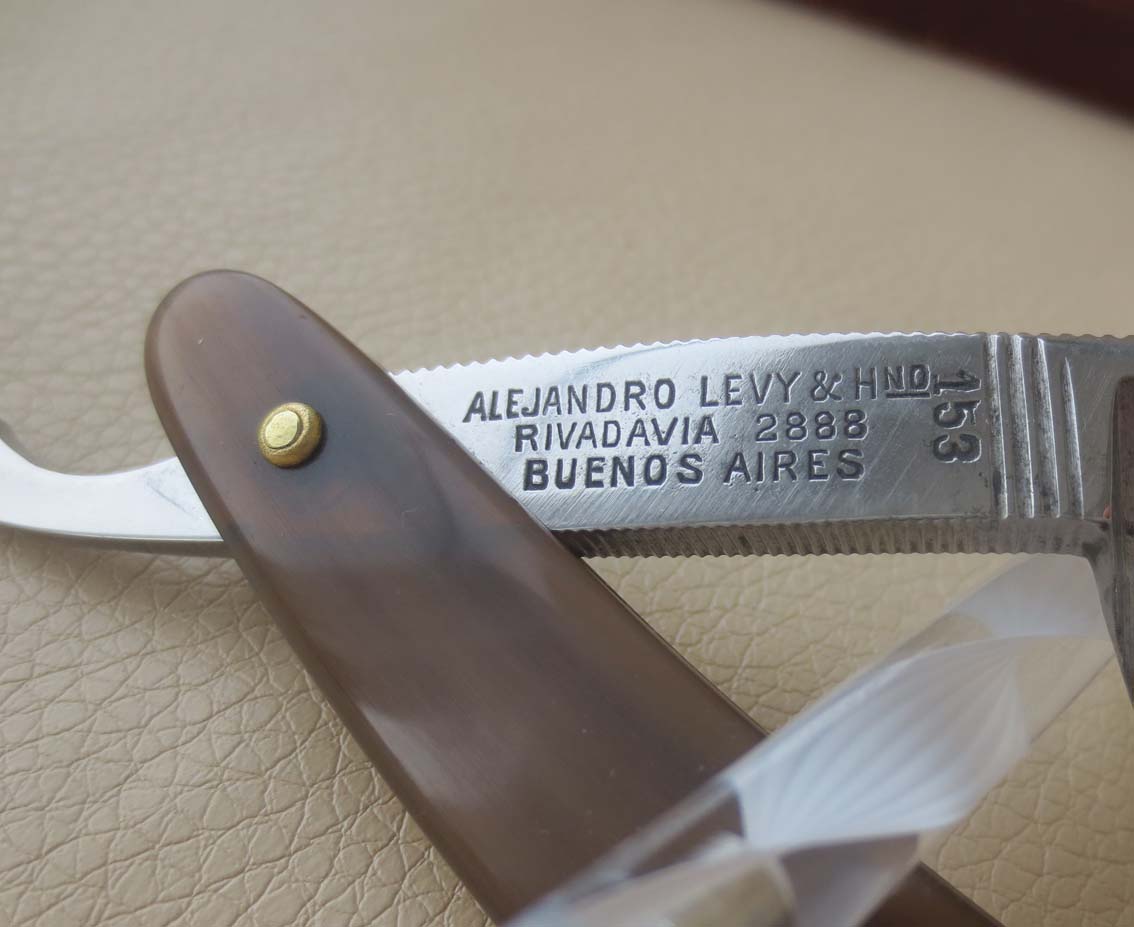 ALEJANDRO LEVY & HNO
RIVADAVIA 2888
BUENOS AIRES
153